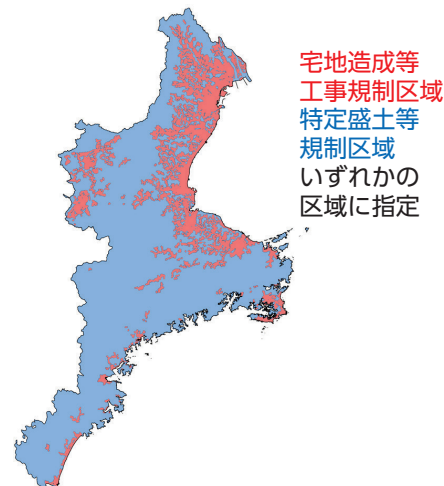 宅地造成等
工事規制区域
特定盛土等
規制区域
いずれかの
区域に指定